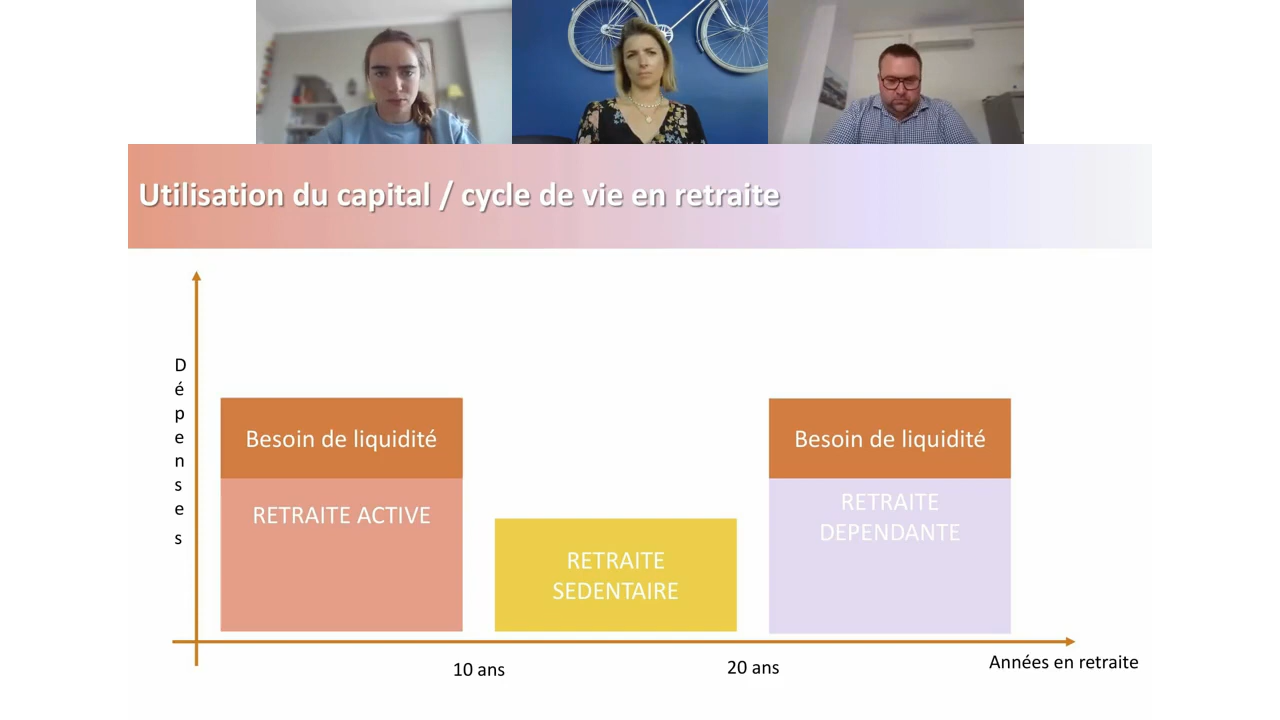 Utilisation du capital / cycle de vie en retraite
Dépenses
Besoin de liquidité
RETRAITE ACTIVE
RETRAITE
SEDENTAIRE
Besoin de liquidité
RETRAITE
DEPENDANTE
10 ans
20 ans
Années en retraite